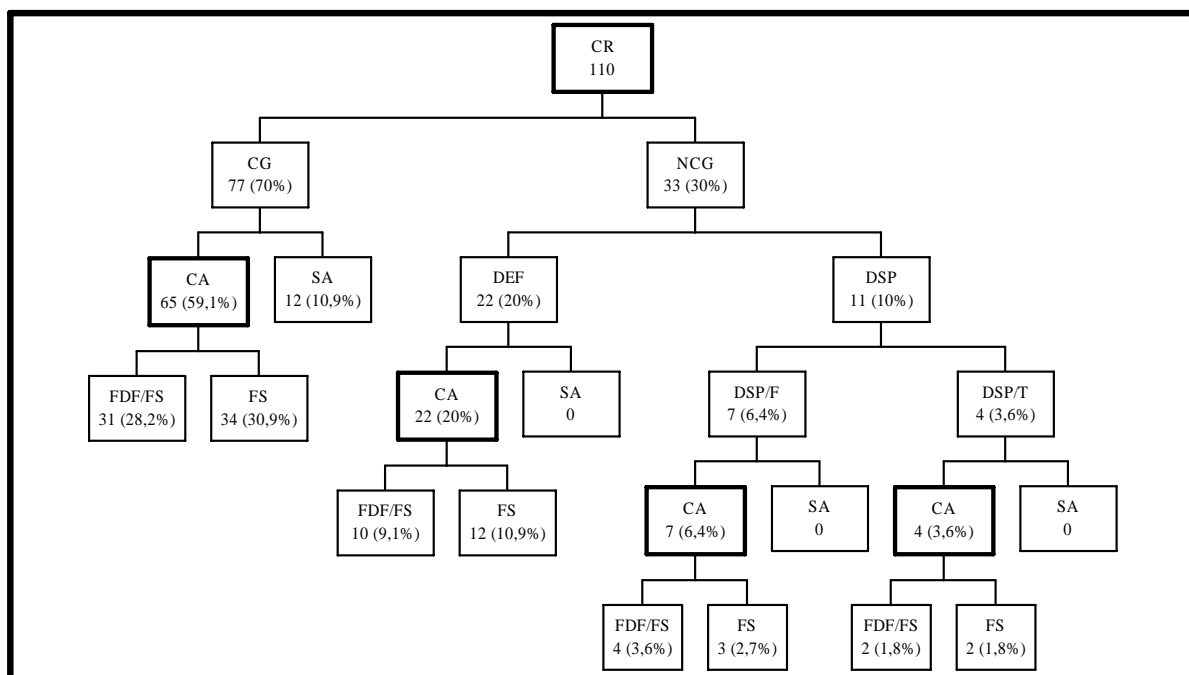 CR
110
CG
77 (70%)
NCG
33 (30%)
CA
65 (59,1%)
SA
12 (10,9%)
DEF
22 (20%)
DSP
11 (10%)
FDF/FS
31 (28,2%)
FS
34 (30,9%)
CA
22 (20%)
SA
0
DSP/F
7 (6,4%)
DSP/T
4 (3,6%)
FDF/FS
10 (9,1%)
FS
12 (10,9%)
CA
7 (6,4%)
SA
0
CA
4 (3,6%)
SA
0
FDF/FS
4 (3,6%)
FS
3 (2,7%)
FDF/FS
2 (1,8%)
FS
2 (1,8%)